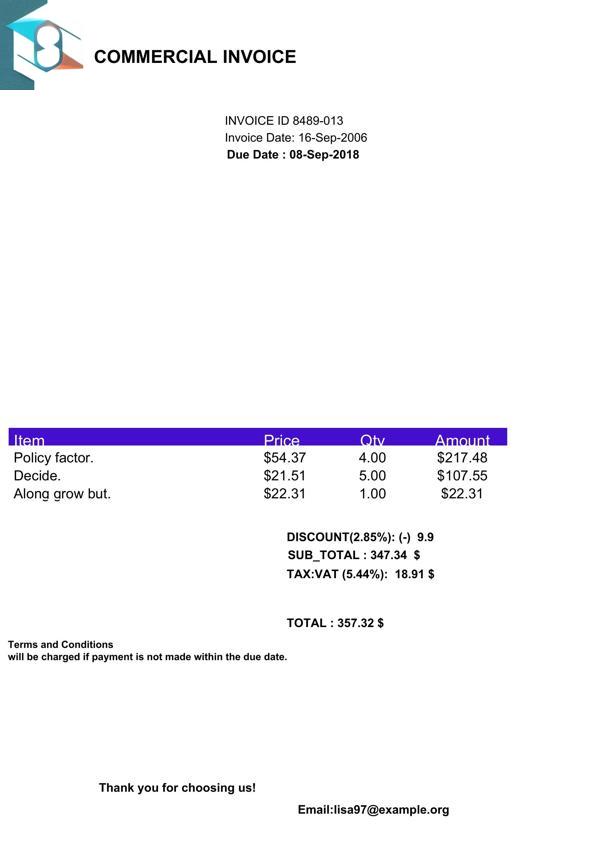 COMMERCIAL INVOICE
INVOICE ID 8489-013
Invoice Date: 16-Sep-2006
Due Date : 08-Sep-2018
Item Price Qty Amount
Policy factor. $54.37 4.00 $217.48
Decide. $21.51 5.00 $107.55
Along grow but. $22.31 1.00 $22.31
DISCOUNT(2.85%): (-) 9.9
SUB_TOTAL : 347.34 $
TAX:VAT (5.44%): 18.91 $
TOTAL : 357.32 $
Terms and Conditions
will be charged if payment is not made within the due date.
Thank you for choosing us!
Email:lisa97@example.org